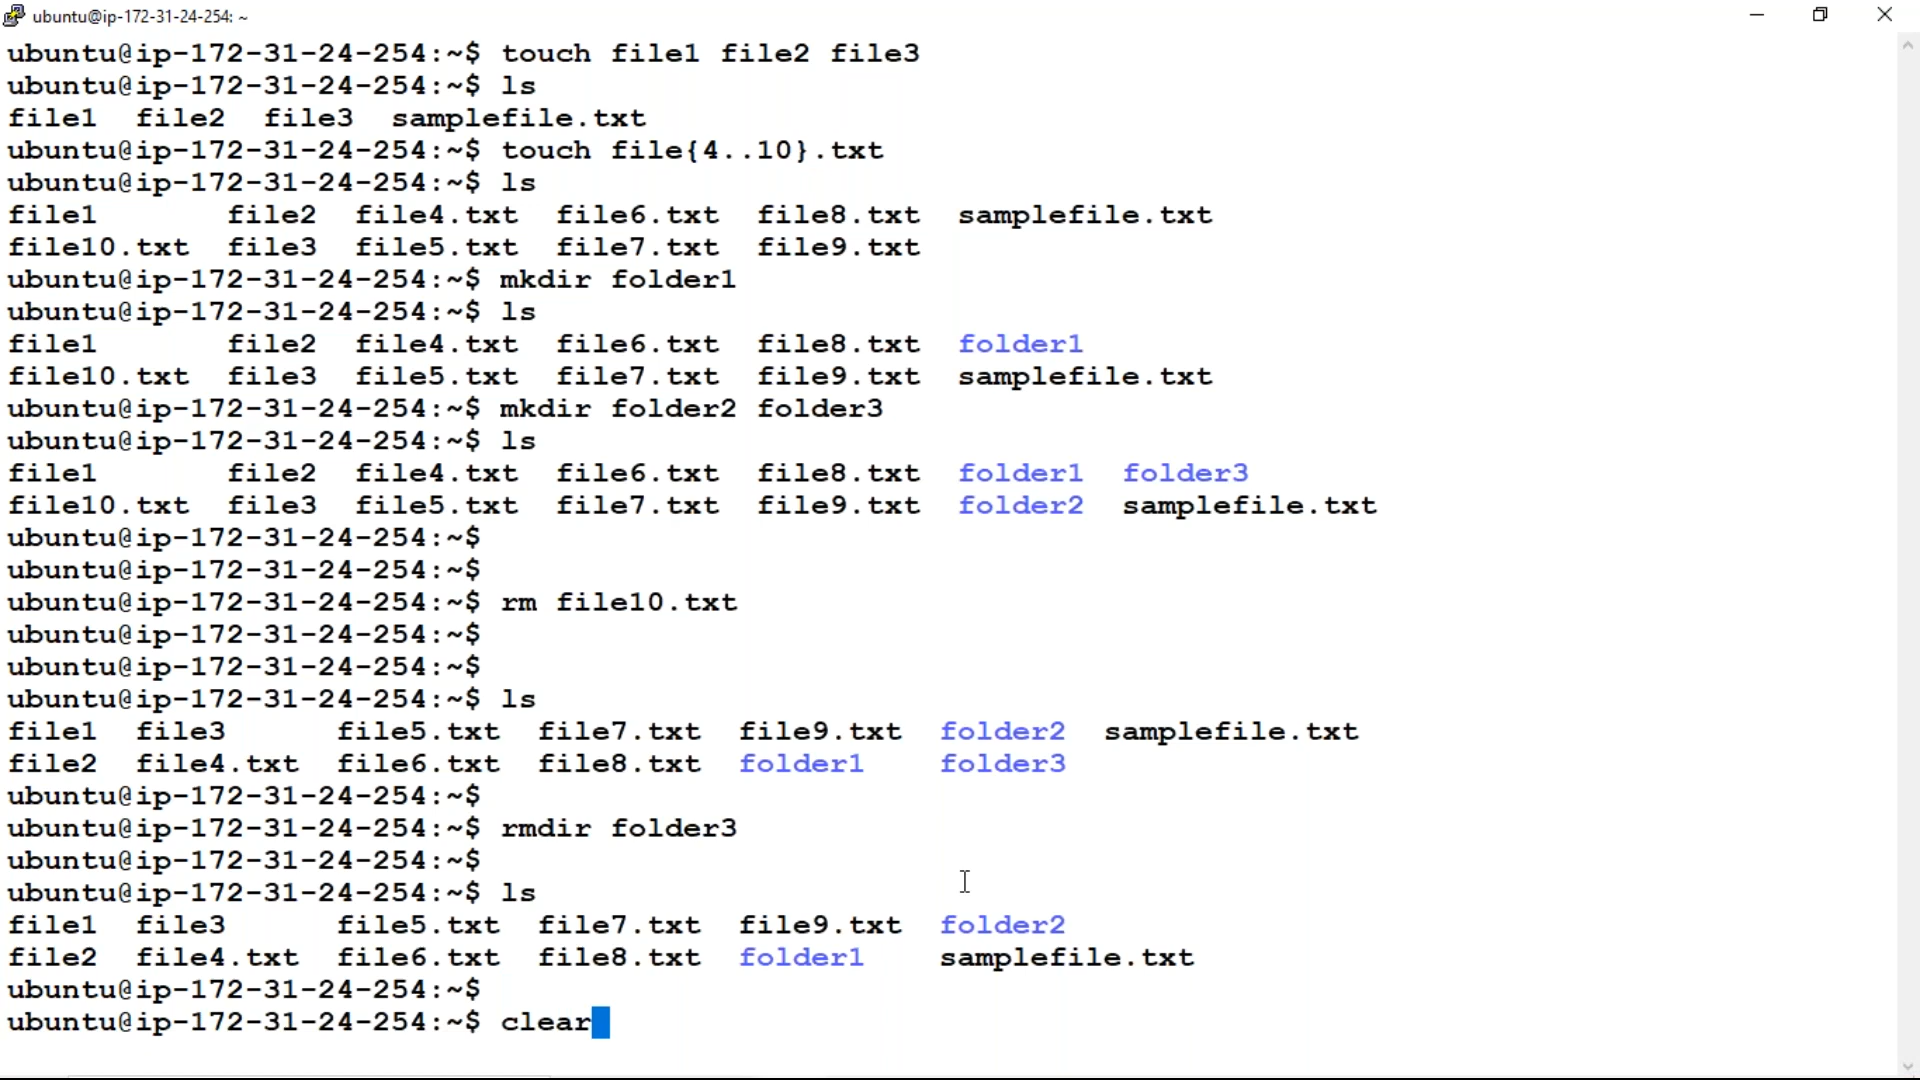 ubuntu@ip-172-31-24-254: ~
ubuntu@ip-172-31-24-254:~$ touch file1 file2 file3
ubuntu@ip-172-31-24-254:~$ ls
file1  file2  file3  samplefile.txt
ubuntu@ip-172-31-24-254:~$ touch file{4..10}.txt
ubuntu@ip-172-31-24-254:~$ ls
file1       file2  file4.txt  file6.txt  file8.txt  samplefile.txt
file10.txt  file3  file5.txt  file7.txt  file9.txt
ubuntu@ip-172-31-24-254:~$ mkdir folder1
ubuntu@ip-172-31-24-254:~$ ls
file1       file2  file4.txt  file6.txt  file8.txt  folder1
file10.txt  file3  file5.txt  file7.txt  file9.txt  samplefile.txt
ubuntu@ip-172-31-24-254:~$ mkdir folder2 folder3
ubuntu@ip-172-31-24-254:~$ ls
file1       file2  file4.txt  file6.txt  file8.txt  folder1  folder3
file10.txt  file3  file5.txt  file7.txt  file9.txt  folder2  samplefile.txt
ubuntu@ip-172-31-24-254:~$
ubuntu@ip-172-31-24-254:~$
ubuntu@ip-172-31-24-254:~$ rm file10.txt
ubuntu@ip-172-31-24-254:~$
ubuntu@ip-172-31-24-254:~$
ubuntu@ip-172-31-24-254:~$ ls
file1  file3      file5.txt  file7.txt  file9.txt  folder2  samplefile.txt
file2  file4.txt  file6.txt  file8.txt  folder1    folder3
ubuntu@ip-172-31-24-254:~$
ubuntu@ip-172-31-24-254:~$ rmdir folder3
ubuntu@ip-172-31-24-254:~$
ubuntu@ip-172-31-24-254:~$ ls
file1  file3      file5.txt  file7.txt  file9.txt  folder2
file2  file4.txt  file6.txt  file8.txt  folder1    samplefile.txt
ubuntu@ip-172-31-24-254:~$
ubuntu@ip-172-31-24-254:~$ clear